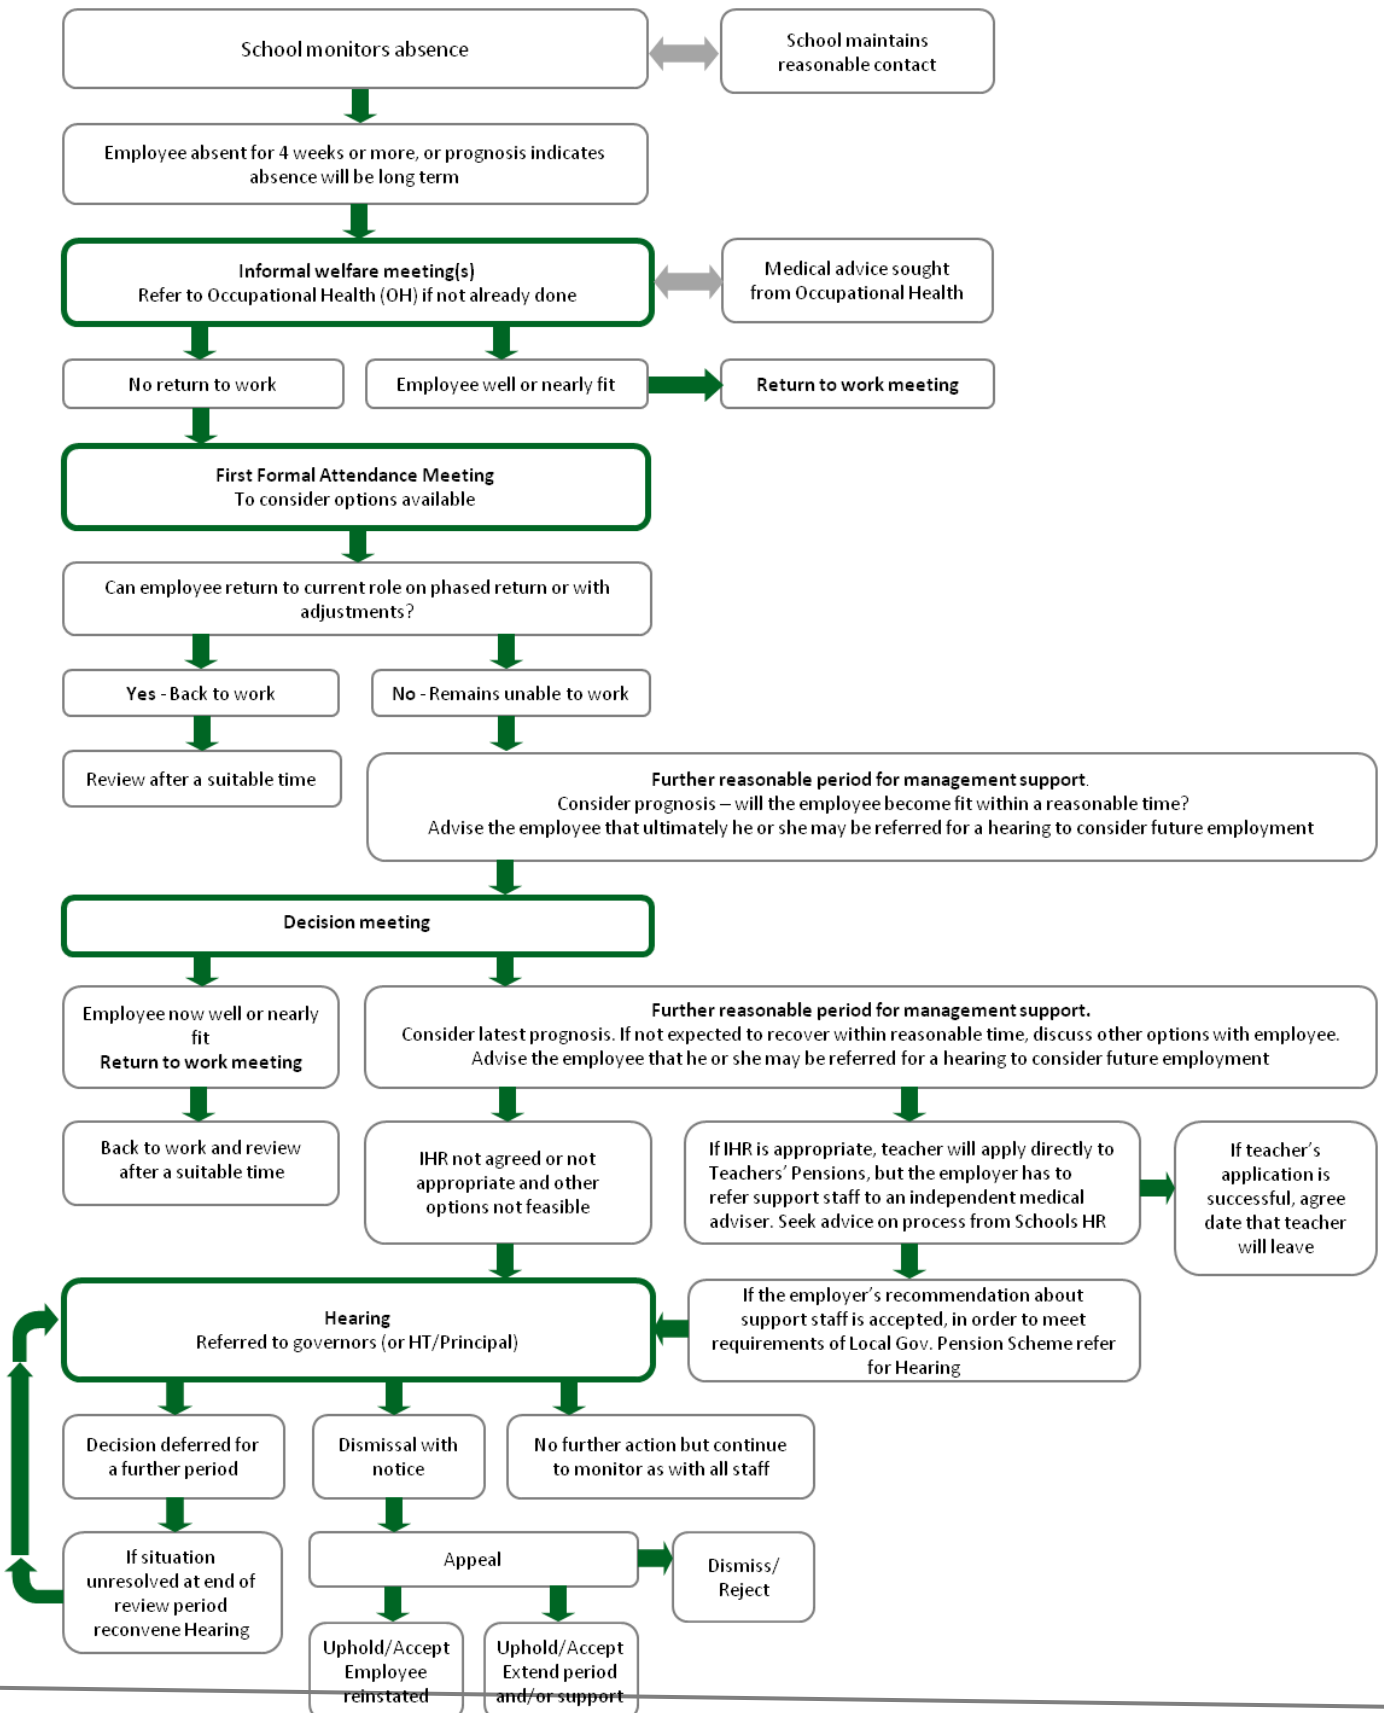 School monitors absence
School maintains
reasonable contact
Employee absent for 4 weeks or more, or prognosis indicates
absence will be long term
Informal welfare meeting(s)
Refer to Occupational Health (OH) if not already done
Medical advice sought
from Occupational Health
No return to work
Employee well or nearly fit
Return to work meeting
First Formal Attendance Meeting
To consider options available
Can employee return to current role on phased return or with
adjustments?
Yes - Back to work
No - Remains unable to work
Review after a suitable time
Further reasonable period for management support.
Consider prognosis – will the employee become fit within a reasonable time?
Advise the employee that ultimately he or she may be referred for a hearing to consider future employment
Decision meeting
Employee now well or nearly
fit
Return to work meeting
Further reasonable period for management support.
Consider latest prognosis. If not expected to recover within reasonable time, discuss other options with employee.
Advise the employee that he or she may be referred for a hearing to consider future employment
Back to work and review
after a suitable time
IHR not agreed or not
appropriate and other
options not feasible
If IHR is appropriate, teacher will apply directly to
Teachers' Pensions, but the employer has to
refer support staff to an independent medical
adviser. Seek advice on process from Schools HR
If teacher's
application is
successful, agree
date that teacher
will leave
Hearing
Referred to governors (or HT/Principal)
If the employer's recommendation about
support staff is accepted, in order to meet
requirements of Local Gov. Pension Scheme refer
for Hearing
Decision deferred for
a further period
Dismissal with
notice
No further action but continue
to monitor as with all staff
If situation
unresolved at end of
review period
reconvene Hearing
Appeal
Dismiss/
Reject
Uphold/Accept
Employee
reinstated
Uphold/Accept
Extend period
and/or support